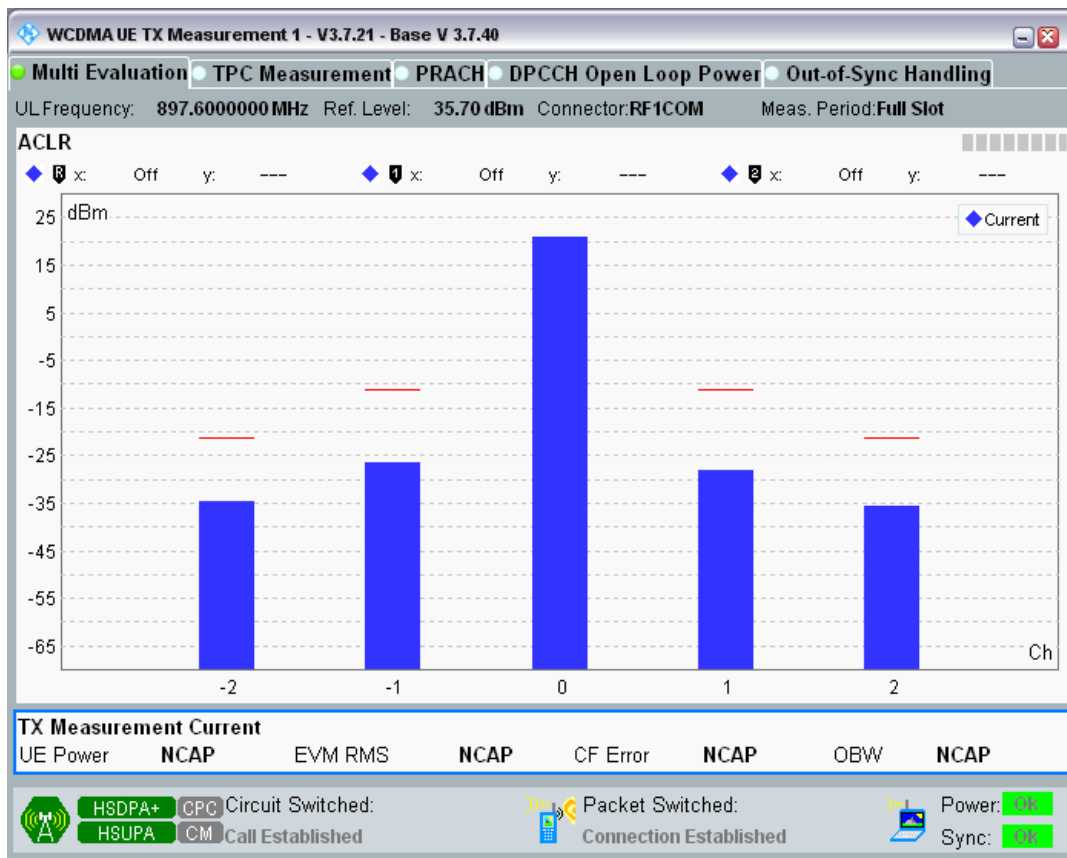 WCDMA UE TX Measurement 1 - V3.7.21 - Base V 3.7.40
Multi Evaluation TPC Measurement PRACH DPCCH Open Loop Power Out-of-Sync Handling
UL Frequency: 897.6000000 MHz Ref. Level: 35.70 dBm Connector:RF1COM Meas. Period:Full Slot
ACLR
R x: Off y: --- 1 x: Off y: --- 2 x: Off y: ---
dBm
Current
25
15
5
-5
-15
-25
-35
-45
-55
-65
Ch
-2 -1 0 1 2
TX Measurement Current
UE Power NCAP EVM RMS NCAP CF Error NCAP OBW NCAP
HSDPA+ CPC Circuit Switched: Packet Switched: Power: Ok
HSUPA CM Call Established Connection Established Sync: Ok